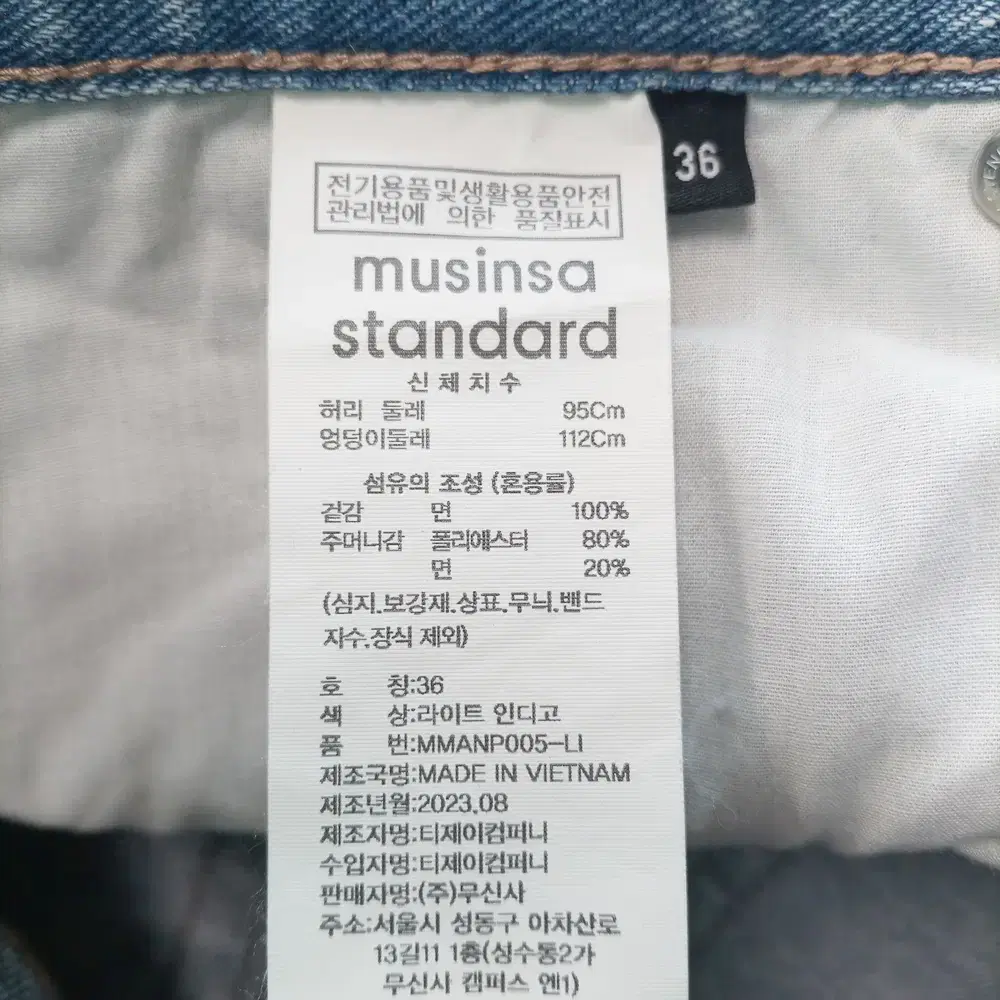 전기용품및생활용품안전
관리법에 의한 품질표시
36
musinsa
standard
신체치수
허리 둘레 95Cm
엉덩이둘레 112Cm
섬유의 조성 (혼용률)
겉감 면 100%
주머니감 폴리에스터 80%
면 20%
(심지.보강재.상표.무늬.밴드
자수.장식 제외)
호 칭:36
색 상:라이트 인디고
품 번:MMANP005-LI
제조국명:MADE IN VIETNAM
제조년월:2023.08
제조자명:티제이컴퍼니
수입자명:티제이컴퍼니
판매자명:(주)무신사
주소:서울시 성동구 아차산로
13길11 1층(성수동2가
무신사 캠퍼스 엔1)